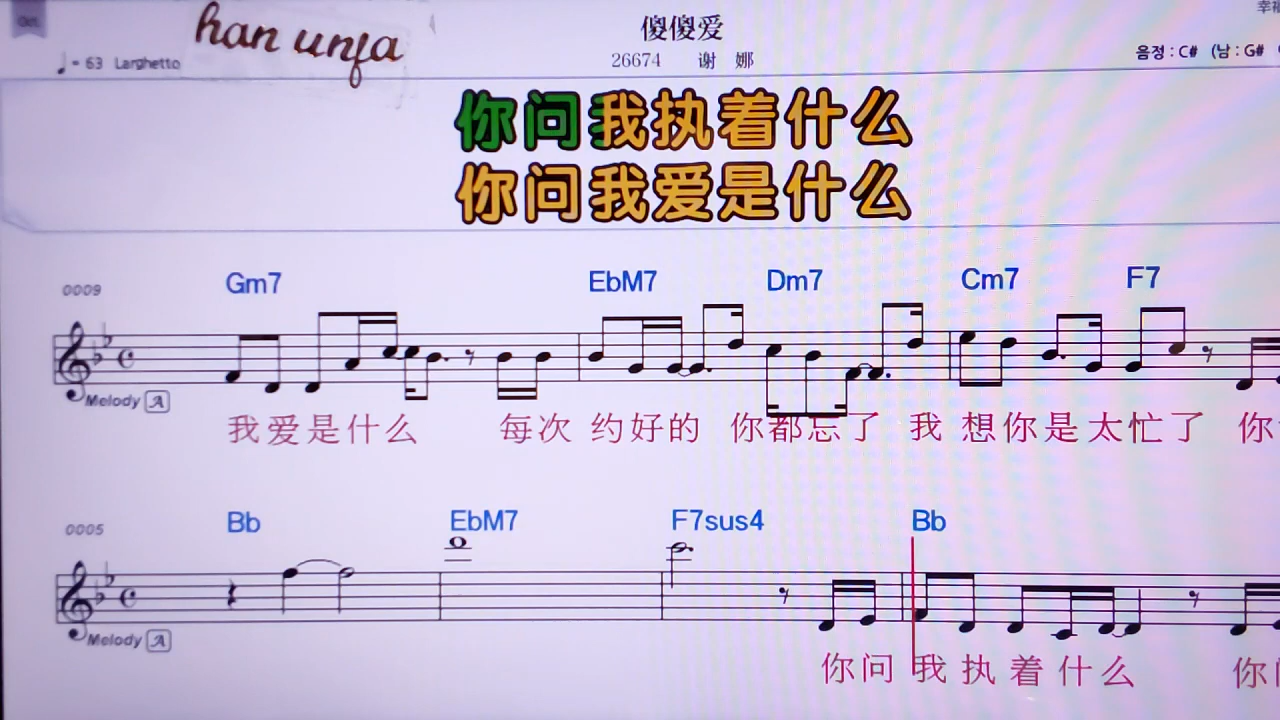 han unfa
傻傻爱
幸福
♩= 63 Larghetto
26674 谢 娜
음정 : C# (남 : G#
你问我执着什么
你问我爱是什么
0009 Gm7 EbM7 Dm7 Cm7 F7
Melody A
我爱是什么 每次 约好的 你都忘了 我 想你是太忙了 你
0005 Bb EbM7 F7sus4 Bb
Melody A
你问 我 执 着 什么 你